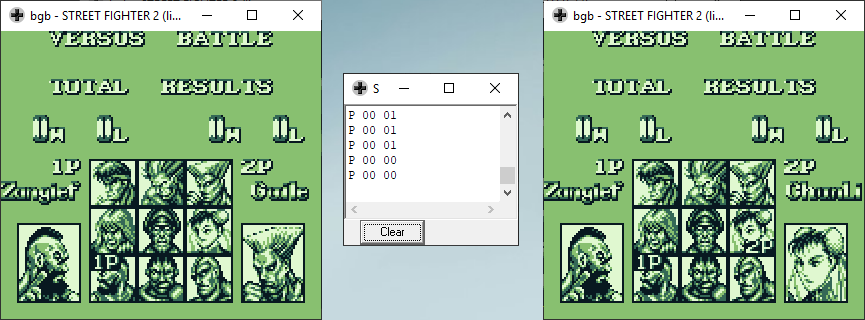 bgb - STREET FIGHTER 2 (li...
VERSUS BATTLE
TOTAL RESULTS
0W 0L 0W 0L
1P 2P
Zangief Guile
1P
S
P 00 01
P 00 01
P 00 01
P 00 00
P 00 00
Clear
bgb - STREET FIGHTER 2 (li...
VERSUS BATTLE
TOTAL RESULTS
0W 0L 0W 0L
1P 2P
Zangief ChunLi
2P
1P